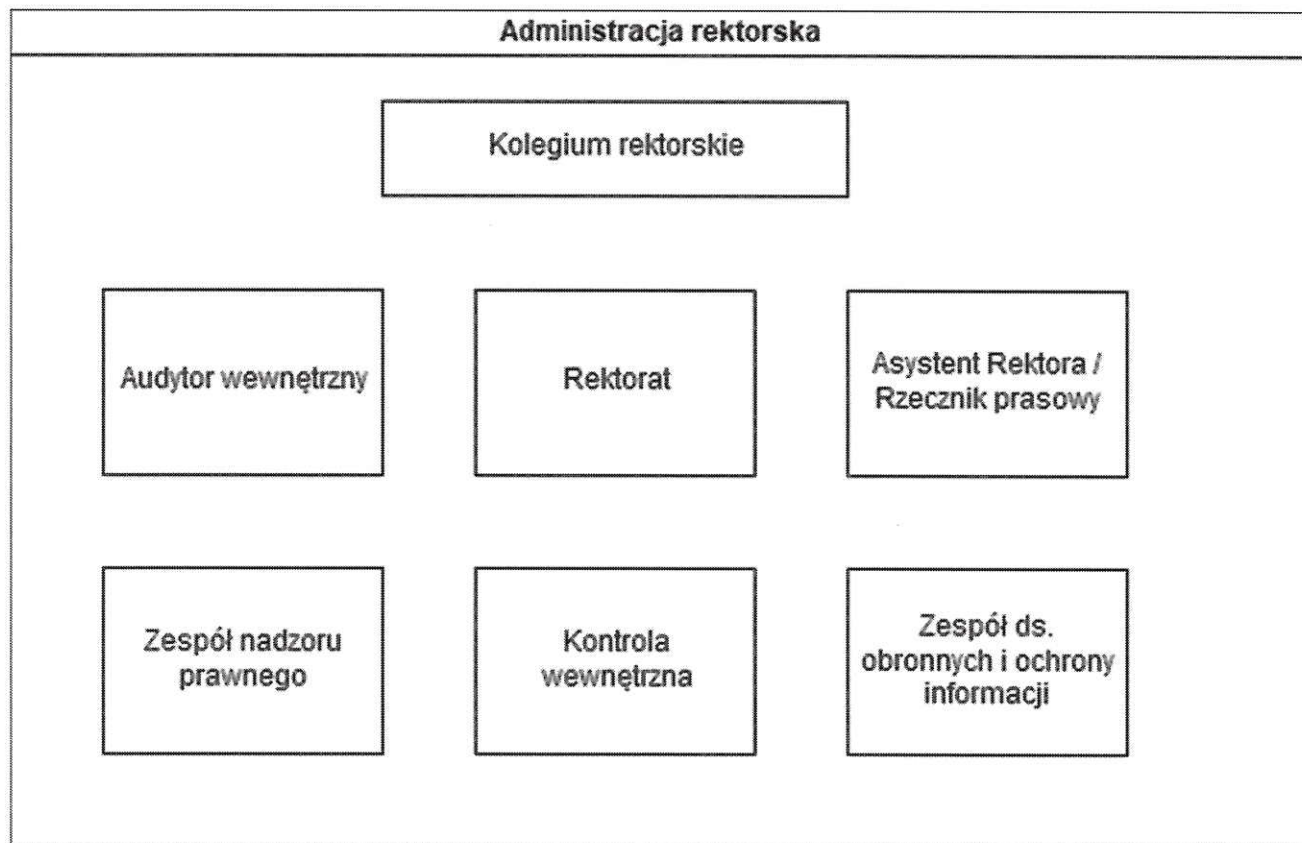 Administracja rektorska
Kolegium rektorskie
Audytor wewnętrzny
Rektorat
Asystent Rektora /
Rzecznik prasowy
Zespół nadzoru
prawnego
Kontrola
wewnętrzna
Zespół ds.
obronnych i ochrony
informacji